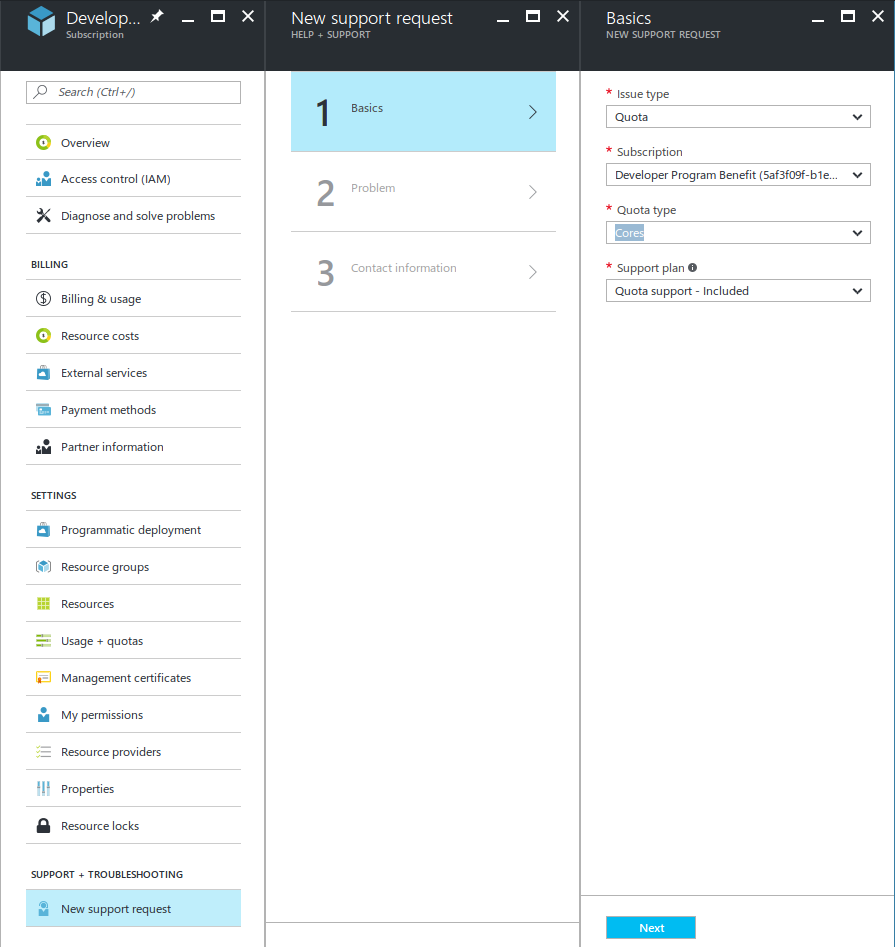 Develop...
Subscription
Search (Ctrl+/)
Overview
Access control (IAM)
Diagnose and solve problems
BILLING
Billing & usage
Resource costs
External services
Payment methods
Partner information
SETTINGS
Programmatic deployment
Resource groups
Resources
Usage + quotas
Management certificates
My permissions
Resource providers
Properties
Resource locks
SUPPORT + TROUBLESHOOTING
New support request
New support request
HELP + SUPPORT
1 Basics
2 Problem
3 Contact information
Basics
NEW SUPPORT REQUEST
* Issue type
Quota
* Subscription
Developer Program Benefit (5af3f09f-b1e...
* Quota type
Cores
* Support plan
Quota support - Included
Next